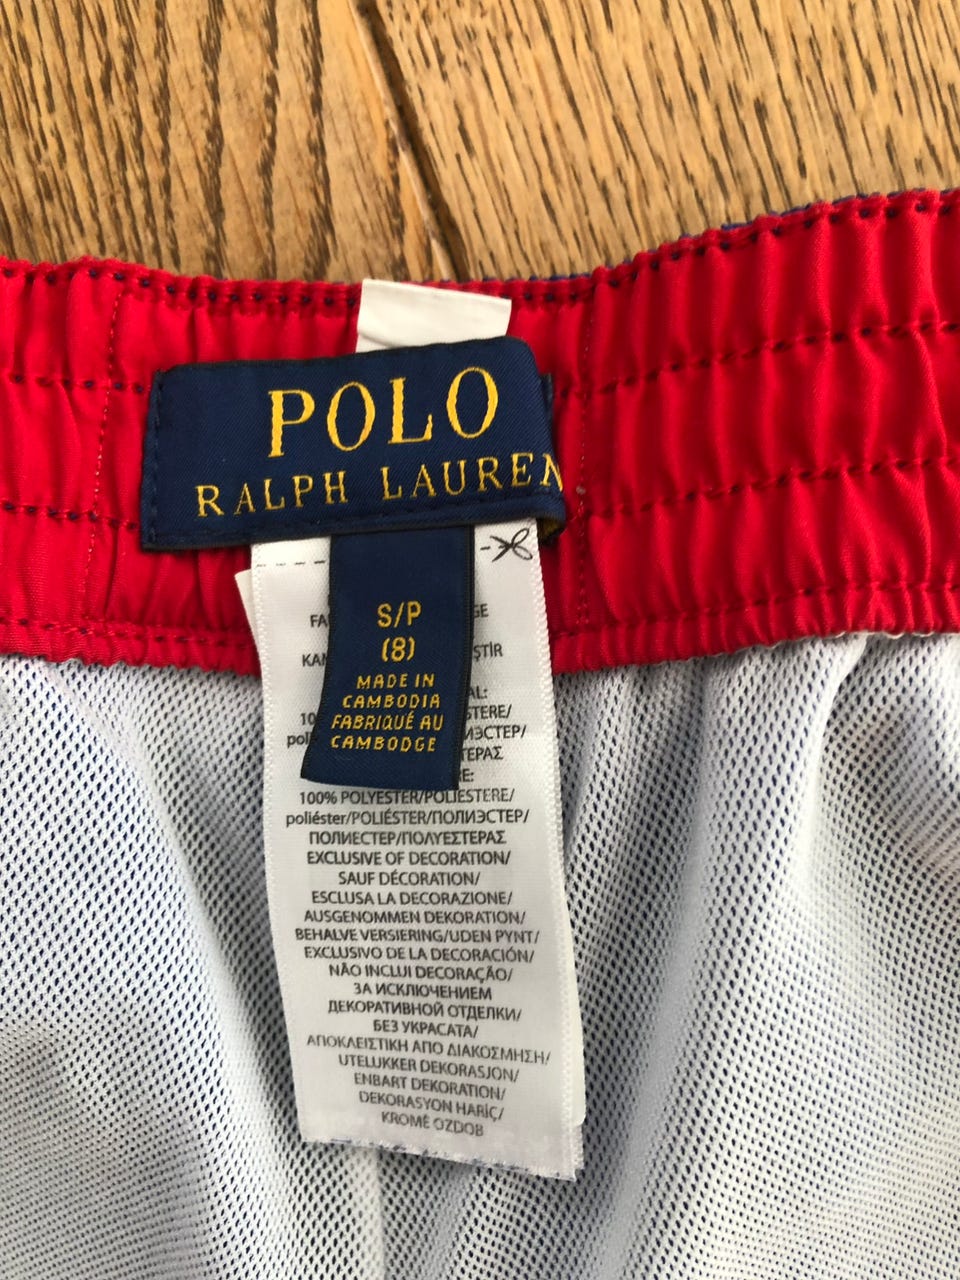 POLO
RALPH LAUREN
S/P
(8)
MADE IN
CAMBODIA
FABRIQUÉ AU
CAMBODGE
100% POLYESTER/POLIESTERE/
poliéster/POLIÉSTER/ПОЛИЭСТЕР/
ПОЛИЕСТЕР/ΠΟΛΥΕΣΤΕΡΑΣ
EXCLUSIVE OF DECORATION/
SAUF DÉCORATION/
ESCLUSA LA DECORAZIONE/
AUSGENOMMEN DEKORATION/
BEHALVE VERSIERING/UDEN PYNT/
EXCLUSIVO DE LA DECORACIÓN/
NÃO INCLUI DECORAÇÃO/
ЗА ИСКЛЮЧЕНИЕМ
ДЕКОРАТИВНОЙ ОТДЕЛКИ/
БЕЗ УКРАСАТА/
ΑΠΟΚΛΕΙΣΤΙΚΗ ΑΠΟ ΔΙΑΚΟΣΜΗΣΗ/
UTELUKKER DEKORASJON/
ENBART DEKORATION/
DEKORASYON HARİÇ/
KROMĚ OZDOB